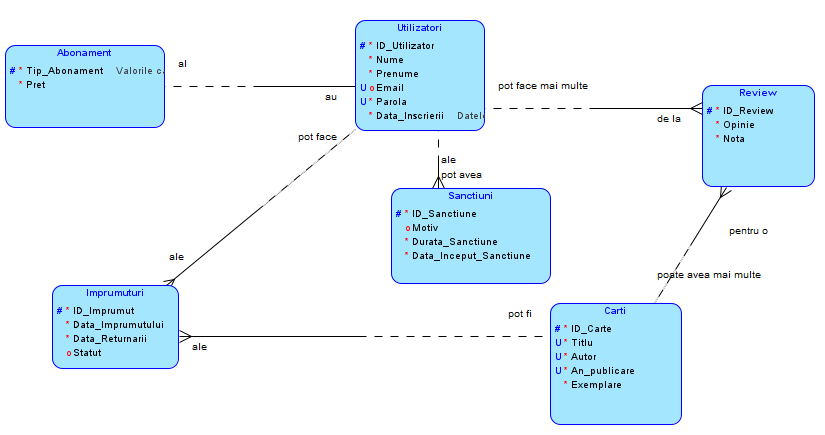 Utilizatori
# * ID_Utilizator
* Nume
* Prenume
U o Email
U * Parola
* Data_Inscrierii
Abonament
# * Tip_Abonament Valorile
* Pret
al
au
pot face mai multe
de la
Review
# * ID_Review
* Opinie
* Nota
pot face
ale
ale
pot avea
Sanctiuni
# * ID_Sanctiune
o Motiv
* Durata_Sanctiune
* Data_Inceput_Sanctiune
pentru o
poate avea mai multe
Imprumuturi
# * ID_Imprumut
* Data_Imprumutului
* Data_Returnarii
o Statut
ale
pot fi
Carti
# * ID_Carte
U * Titlu
U * Autor
U * An_publicare
* Exemplare